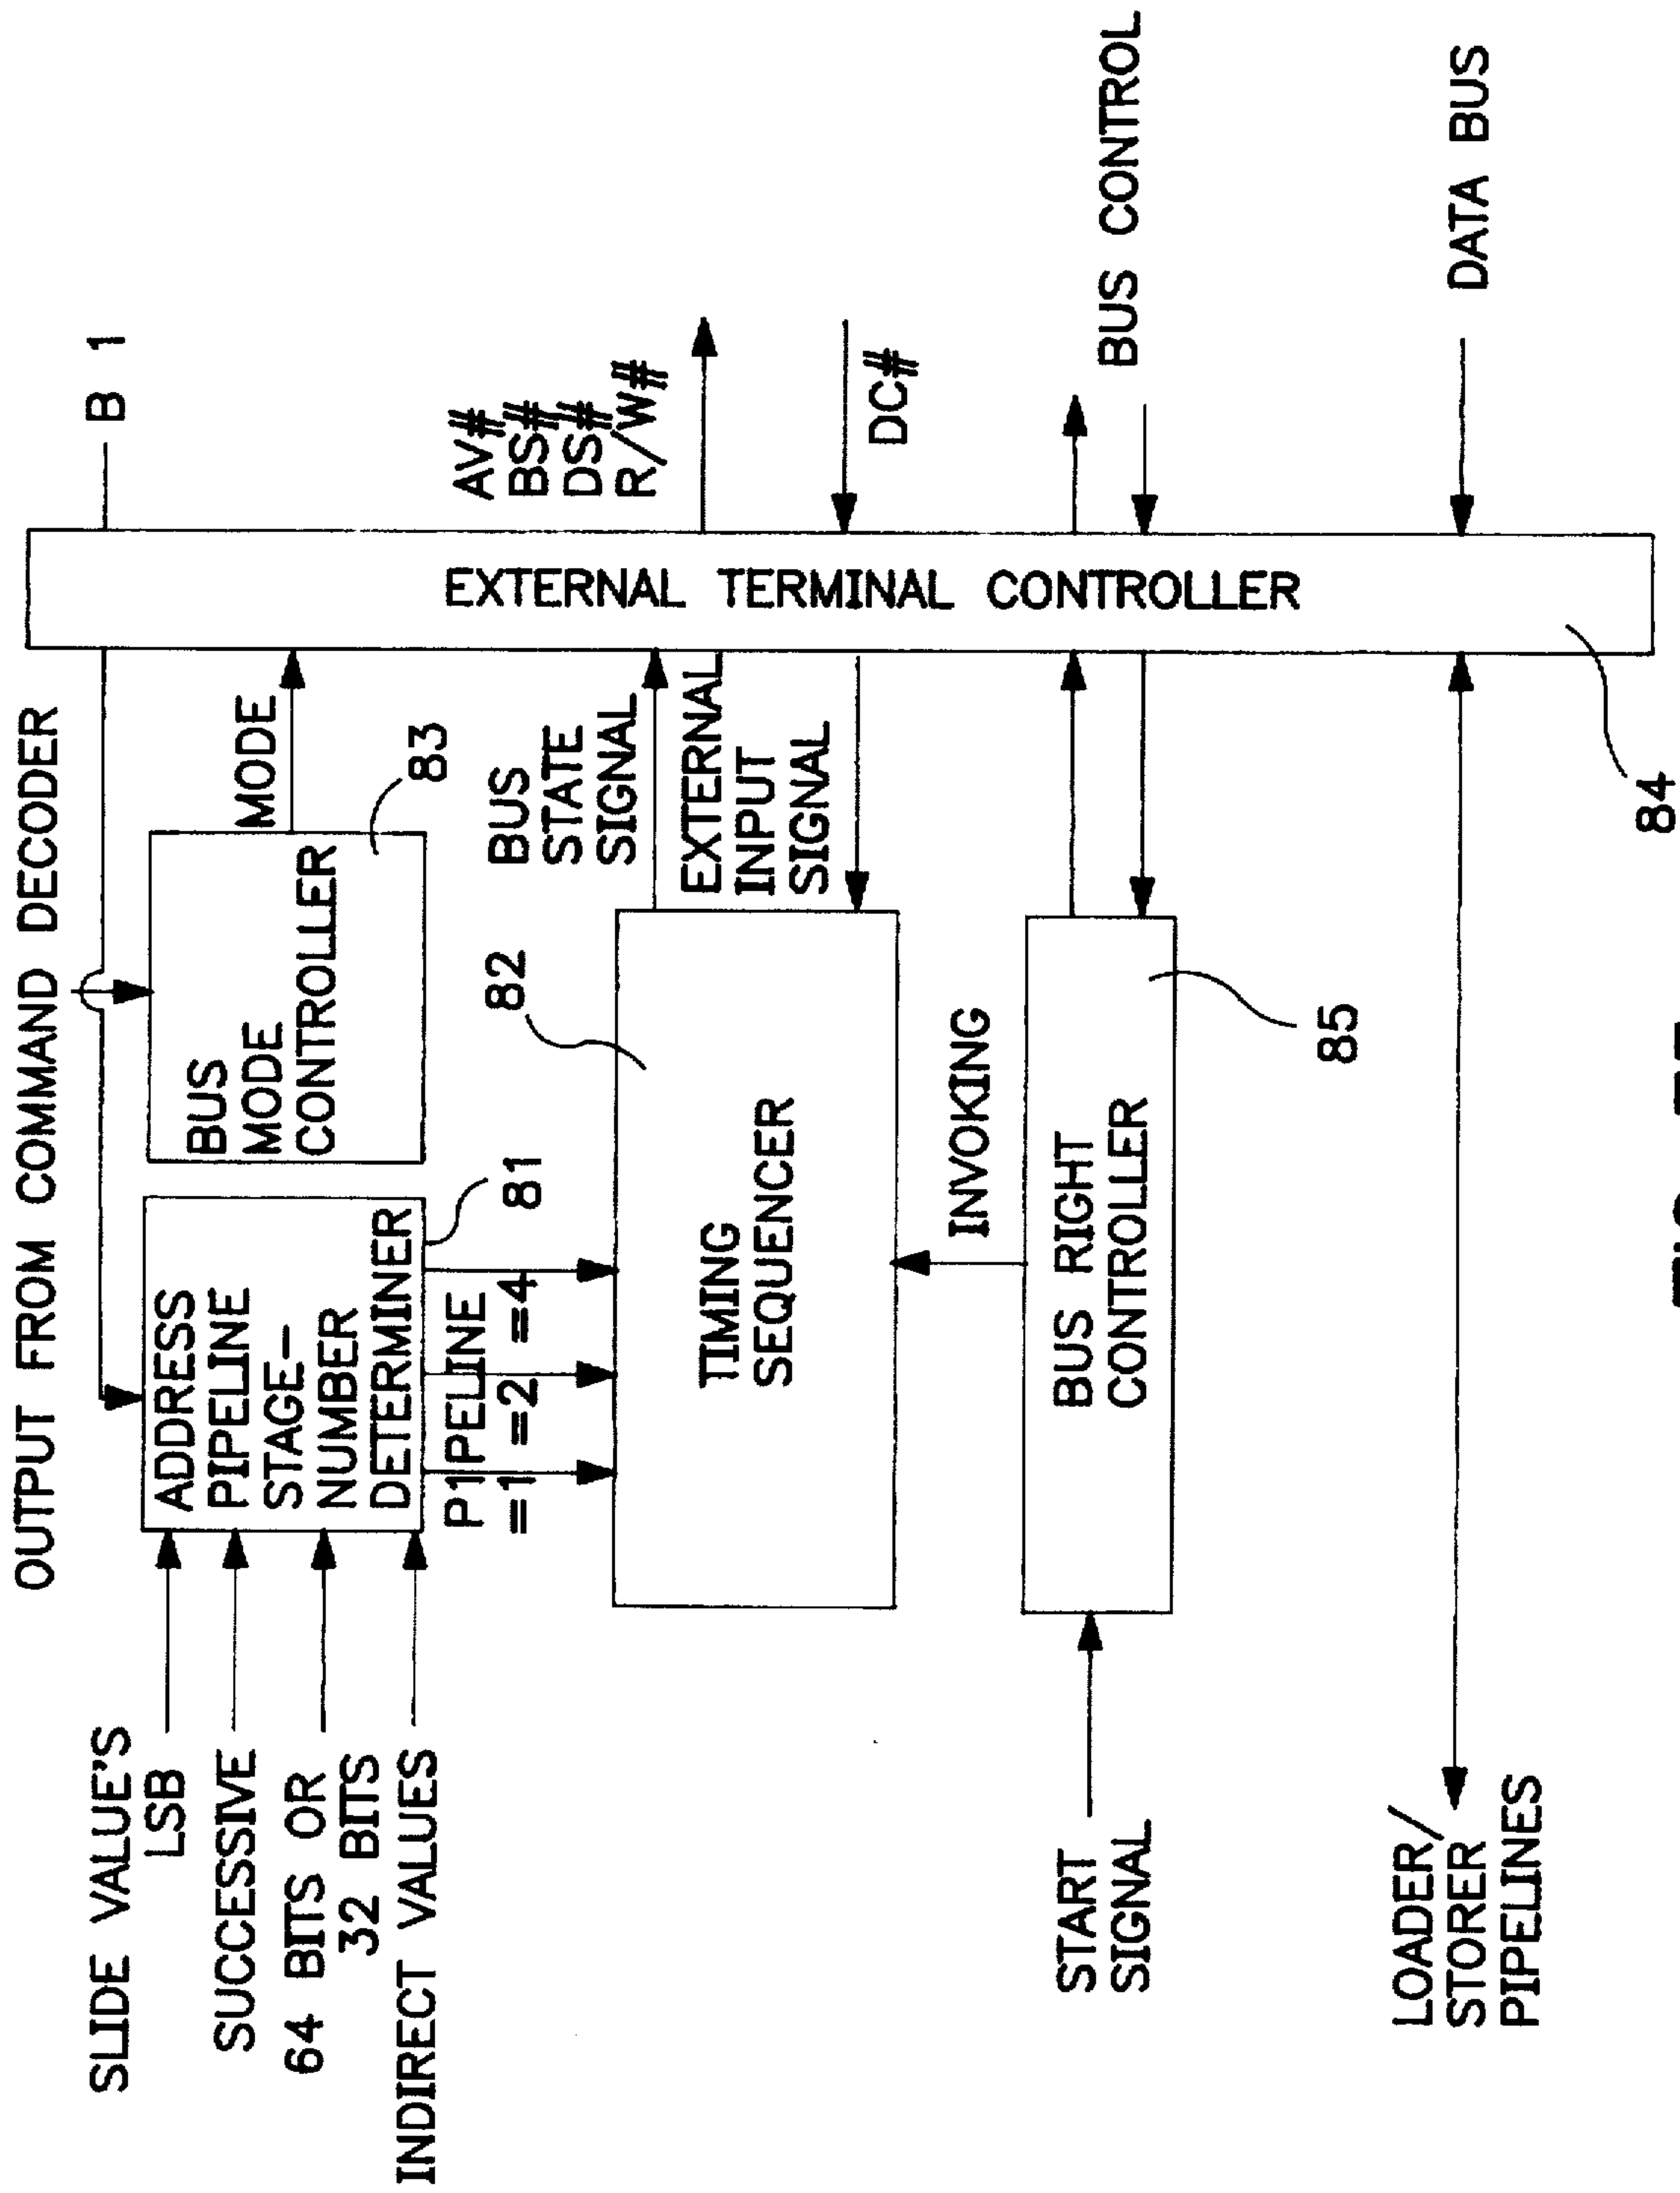 OUTPUT FROM COMMAND DECODER
B 1
SLIDE VALUE'S
LSB
SUCCESSIVE
64 BITS OR
32 BITS
INDIRECT VALUES
ADDRESS
PIPELINE
STAGE-
NUMBER
DETERMINER
81
BUS
MODE
CONTROLLER
83
MODE
P1PELINE
=1 =2 =4
82
TIMING
SEQUENCER
BUS
STATE
SIGNAL
EXTERNAL
INPUT
SIGNAL
EXTERNAL TERMINAL CONTROLLER
84
AV#
BS#
DS#
R/W#
DC#
INVOKING
START
SIGNAL
BUS RIGHT
CONTROLLER
85
BUS CONTROL
LOADER/
STORER
PIPELINES
DATA BUS